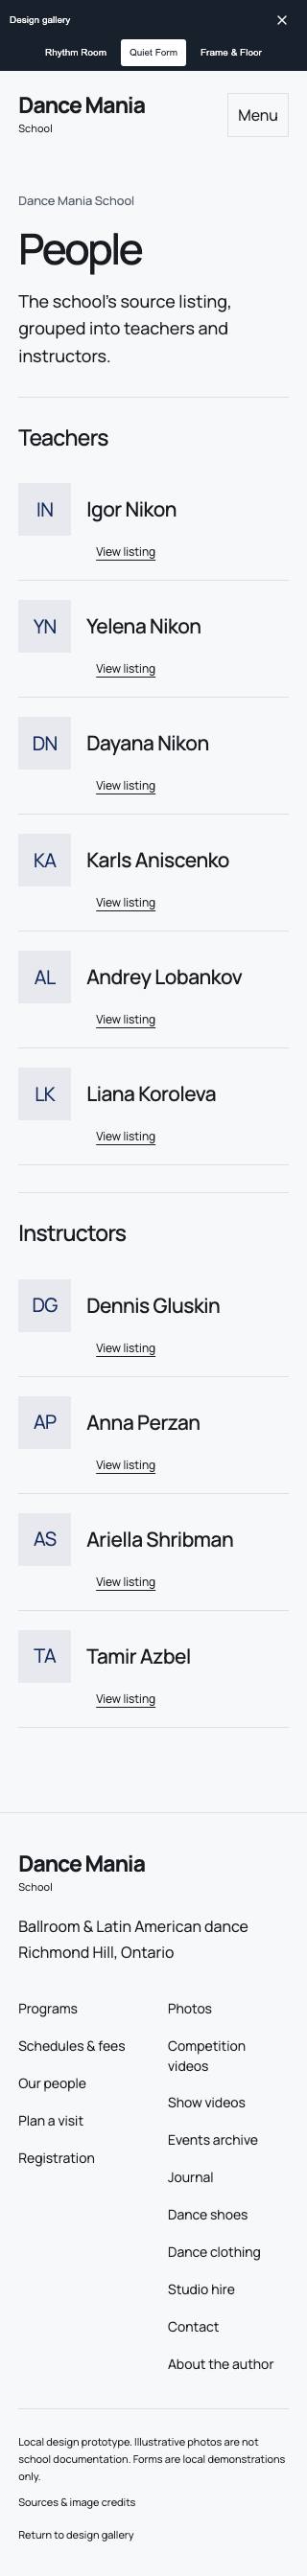 Design gallery
Rhythm Room Quiet Form Frame & Floor
Dance Mania
School
Menu
Dance Mania School
People
The school's source listing,
grouped into teachers and
instructors.
Teachers
IN Igor Nikon
View listing
YN Yelena Nikon
View listing
DN Dayana Nikon
View listing
KA Karls Aniscenko
View listing
AL Andrey Lobankov
View listing
LK Liana Koroleva
View listing
Instructors
DG Dennis Gluskin
View listing
AP Anna Perzan
View listing
AS Ariella Shribman
View listing
TA Tamir Azbel
View listing
Dance Mania
School
Ballroom & Latin American dance
Richmond Hill, Ontario
Programs
Schedules & fees
Our people
Plan a visit
Registration
Photos
Competition
videos
Show videos
Events archive
Journal
Dance shoes
Dance clothing
Studio hire
Contact
About the author
Local design prototype. Illustrative photos are not
school documentation. Forms are local demonstrations
only.
Sources & image credits
Return to design gallery